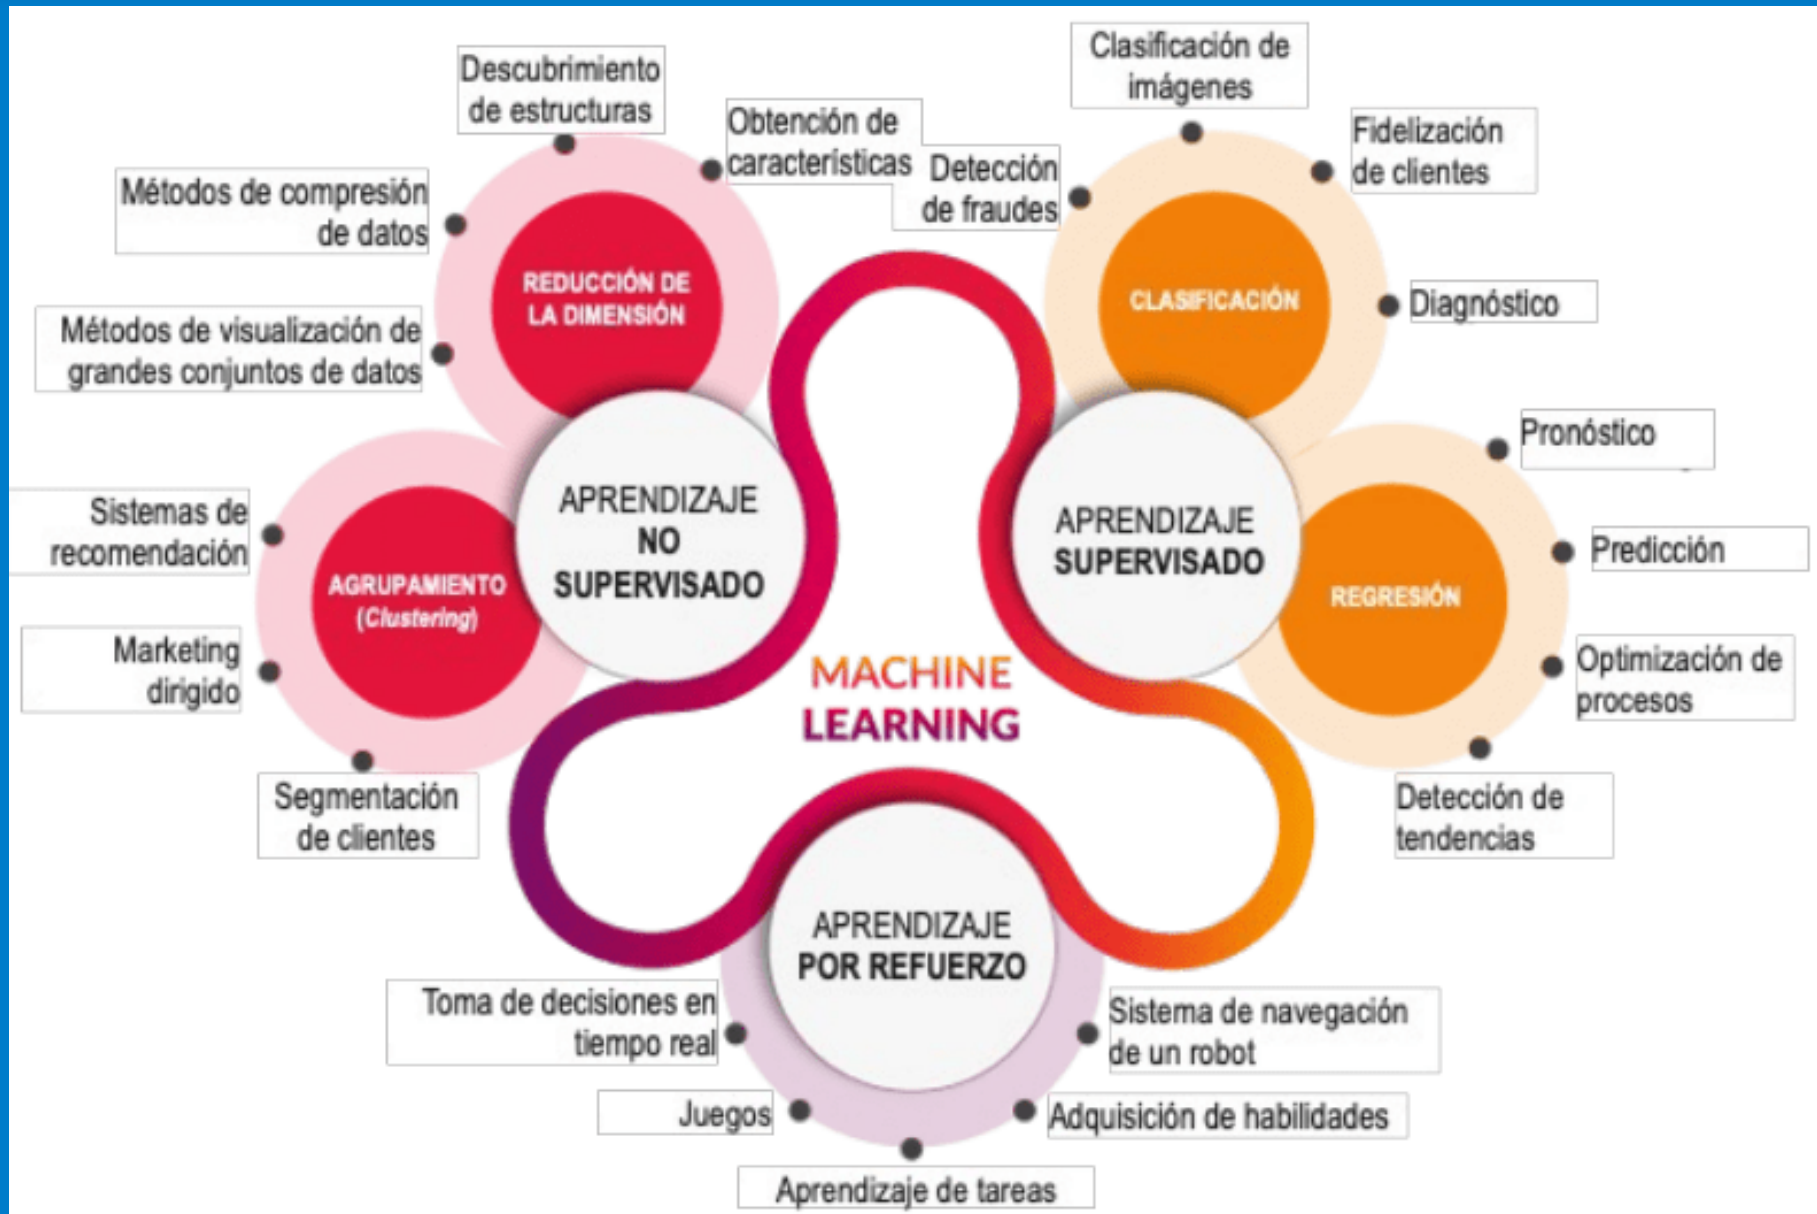 Descubrimiento
de estructuras
Obtención de
características
Métodos de compresión
de datos
Métodos de visualización de
grandes conjuntos de datos
REDUCCIÓN DE
LA DIMENSIÓN
Sistemas de
recomendación
Marketing
dirigido
Segmentación
de clientes
AGRUPAMIENTO
(Clustering)
APRENDIZAJE
NO
SUPERVISADO
Clasificación de
imágenes
Fidelización
de clientes
Detección
de fraudes
Diagnóstico
CLASIFICACIÓN
APRENDIZAJE
SUPERVISADO
Pronóstico
Predicción
Optimización de
procesos
Detección de
tendencias
REGRESIÓN
MACHINE
LEARNING
APRENDIZAJE
POR REFUERZO
Toma de decisiones en
tiempo real
Juegos
Aprendizaje de tareas
Adquisición de habilidades
Sistema de navegación
de un robot